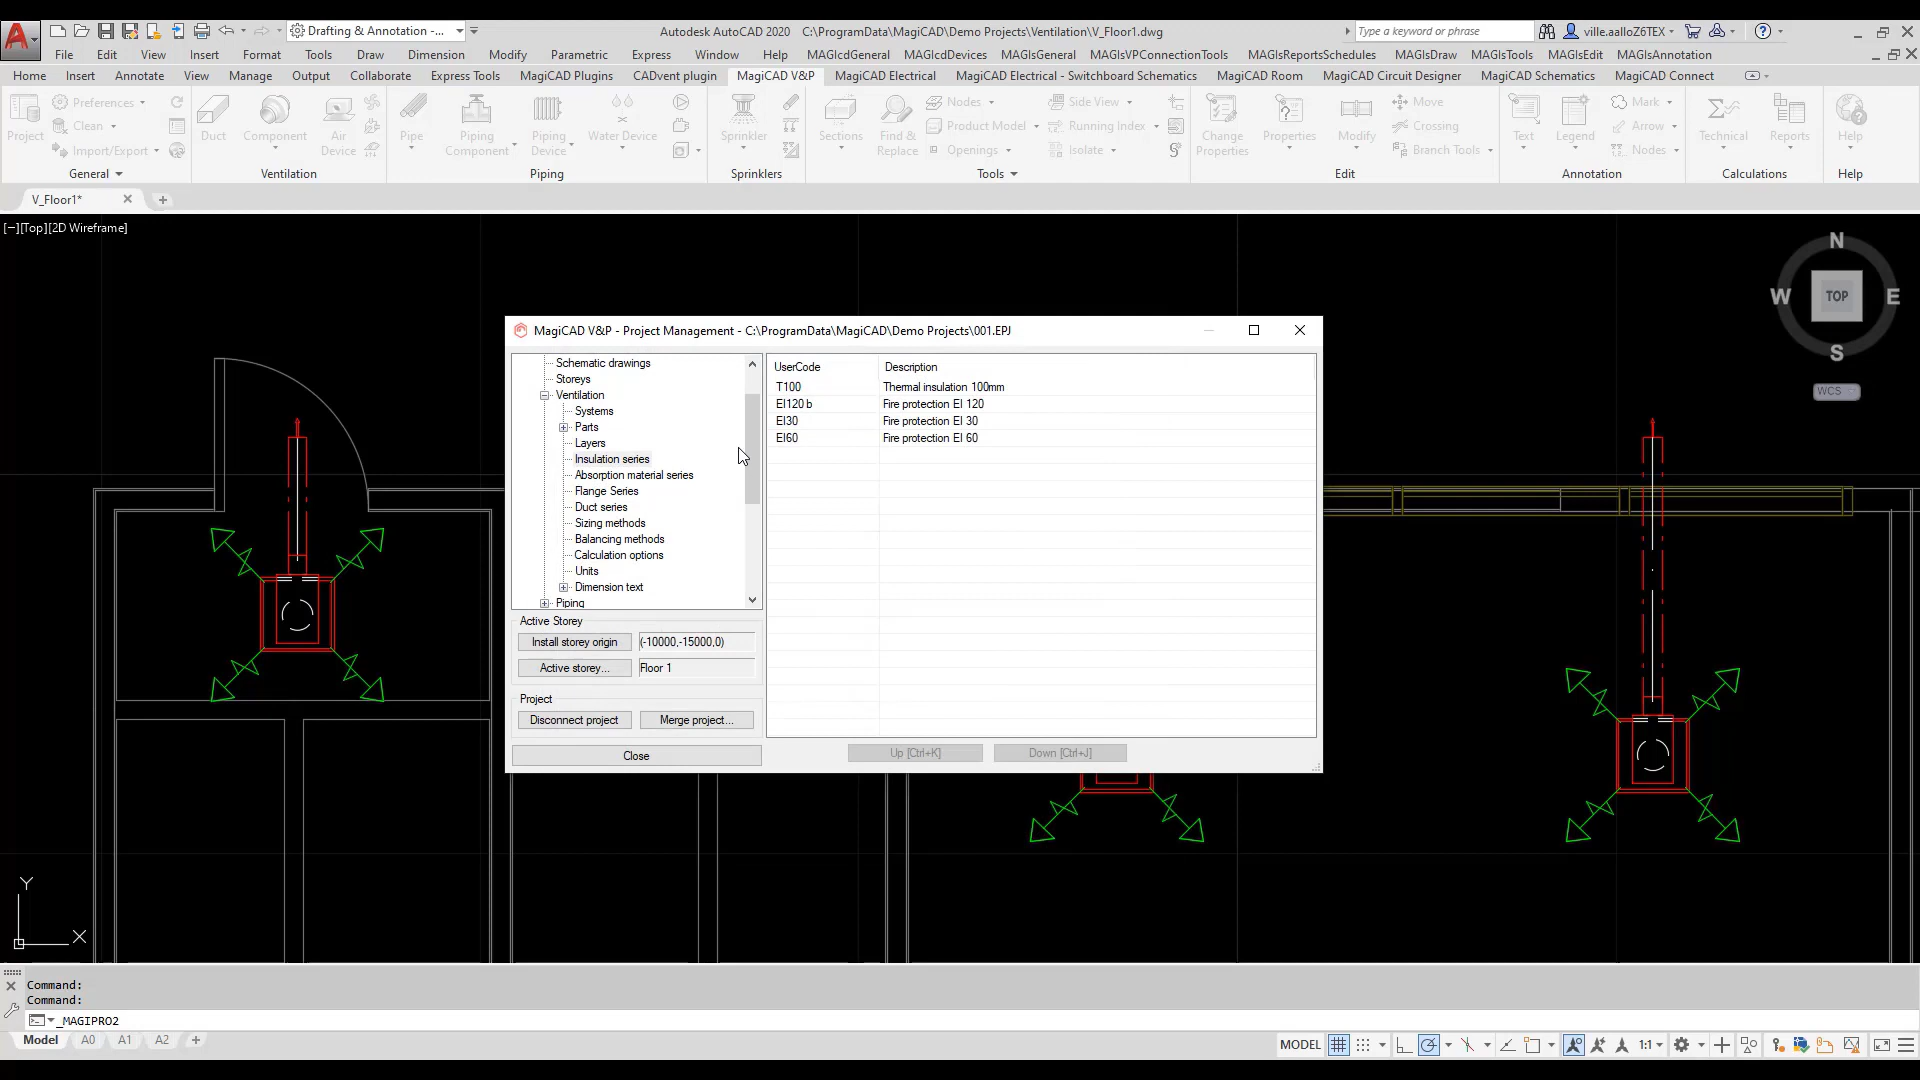 Drafting & Annotation -...
Autodesk AutoCAD 2020   C:\ProgramData\MagiCAD\Demo Projects\Ventilation\V_Floor1.dwg
Type a keyword or phrase
ville.aalloZ6TEX
File Edit View Insert Format Tools Draw Dimension Modify Parametric Express Window Help MAGIcdGeneral MAGIcdDevices MAGIsGeneral MAGIsVPConnectionTools MAGIsReportsSchedules MAGIsDraw MAGIsTools MAGIsEdit MAGIsAnnotation
Home Insert Annotate View Manage Output Collaborate Express Tools MagiCAD Plugins CADvent plugin MagiCAD V&P MagiCAD Electrical MagiCAD Electrical - Switchboard Schematics MagiCAD Room MagiCAD Circuit Designer MagiCAD Schematics MagiCAD Connect
Project
Preferences
Clean
Import/Export
Duct
Component
Air Device
Pipe
Piping Component
Piping Device
Water Device
Sprinkler
Sections
Find & Replace
Nodes
Product Model
Openings
Side View
Running Index
Isolate
Change Properties
Properties
Modify
Move
Crossing
Branch Tools
Text
Legend
Mark
Arrow
Nodes
Technical
Reports
Help
General Ventilation Piping Sprinklers Tools Edit Annotation Calculations Help
V_Floor1*
[−][Top][2D Wireframe]
N
W TOP E
S
WCS
MagiCAD V&P - Project Management - C:\ProgramData\MagiCAD\Demo Projects\001.EPJ
Schematic drawings
Storeys
Ventilation
Systems
Parts
Layers
Insulation series
Absorption material series
Flange Series
Duct series
Sizing methods
Balancing methods
Calculation options
Units
Dimension text
Piping
UserCode Description
T100 Thermal insulation 100mm
EI120 b Fire protection EI 120
EI30 Fire protection EI 30
EI60 Fire protection EI 60
Active Storey
Install storey origin (-10000,-15000,0)
Active storey... Floor 1
Project
Disconnect project Merge project...
Close
Up [Ctrl+K] Down [Ctrl+J]
Y
X
Command:
Command:
_MAGIPRO2
Model A0 A1 A2
MODEL
1:1